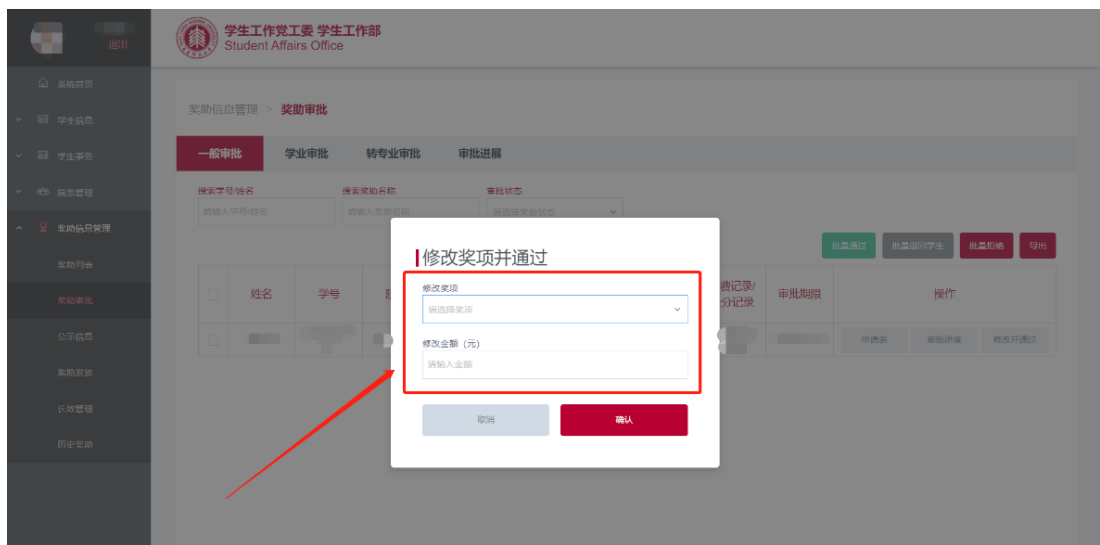 退出
学生工作党工委 学生工作部
Student Affairs Office
系统首页
学生信息
学生事务
院系管理
奖助信息管理
奖助列表
奖助审批
公示信息
奖助发放
长效管理
历史奖助
奖助信息管理 > 奖助审批
一般审批 学业审批 转专业审批 审批进展
搜索学号/姓名 搜索奖助名称 审批状态
请输入学号/姓名 请输入奖助名称 请选择奖助状态
批量通过 批量退回学生 批量拒绝 导出
姓名 学号 费记录/ 分记录 审批期限 操作
申请表 审批进度 修改并通过
修改奖项并通过
修改奖项
请选择奖项
修改金额 (元)
请输入金额
取消 确认